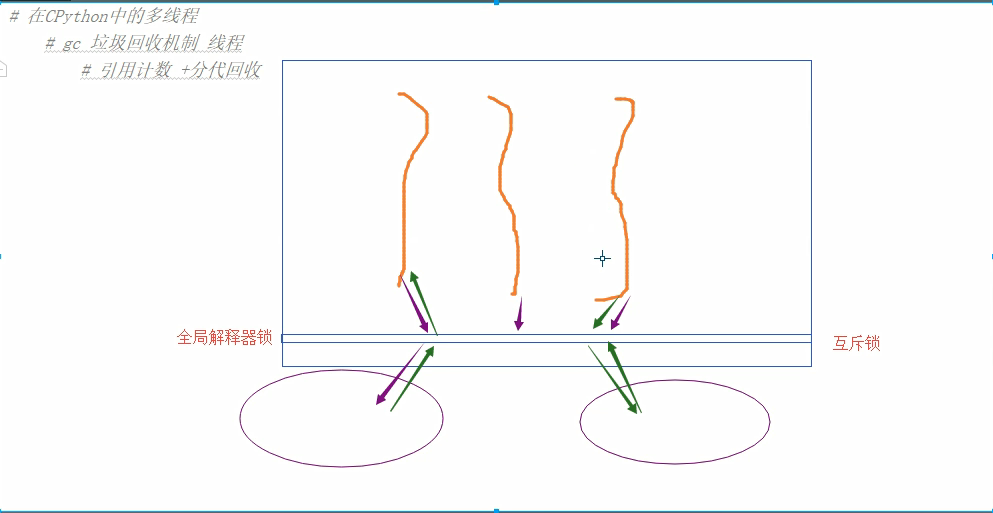 # 在CPython中的多线程
# gc 垃圾回收机制 线程
# 引用计数 +分代回收
全局解释器锁
互斥锁